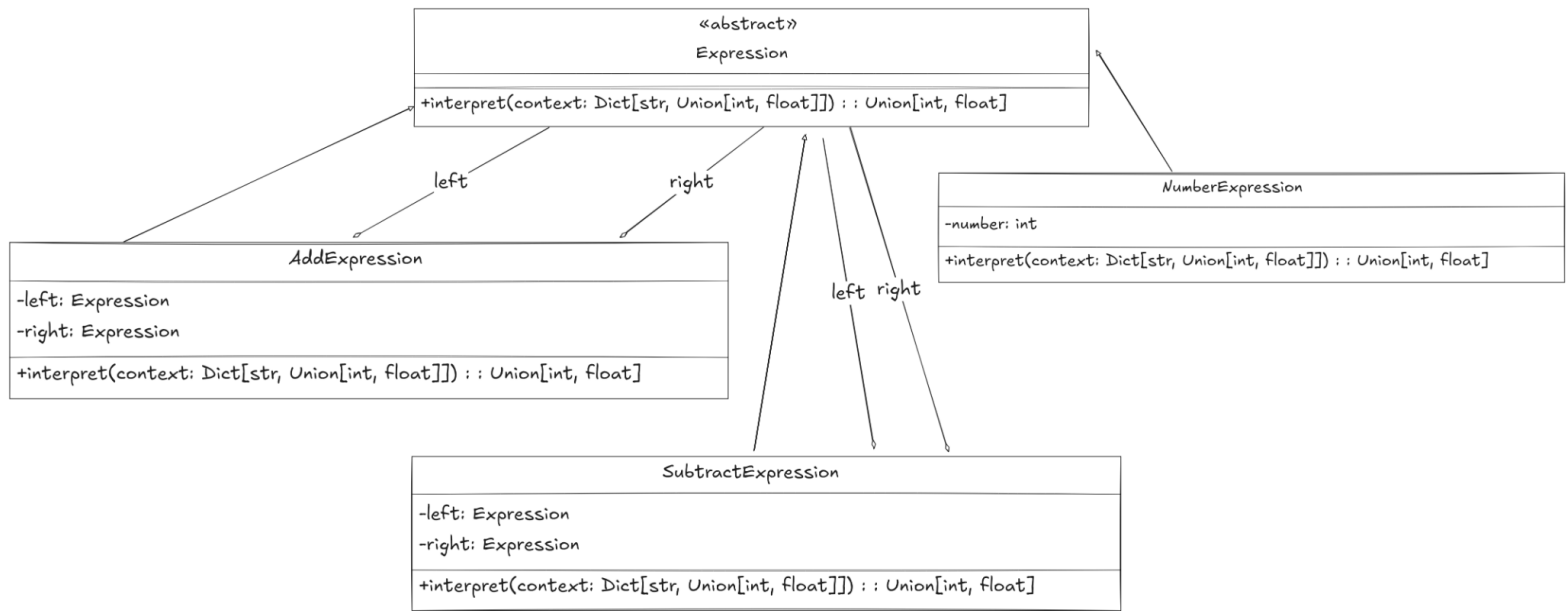 «abstract»
Expression
+interpret(context: Dict[str, Union[int, float]]) : : Union[int, float]
left
right
NumberExpression
-number: int
+interpret(context: Dict[str, Union[int, float]]) : : Union[int, float]
AddExpression
-left: Expression
-right: Expression
+interpret(context: Dict[str, Union[int, float]]) : : Union[int, float]
left
right
SubtractExpression
-left: Expression
-right: Expression
+interpret(context: Dict[str, Union[int, float]]) : : Union[int, float]